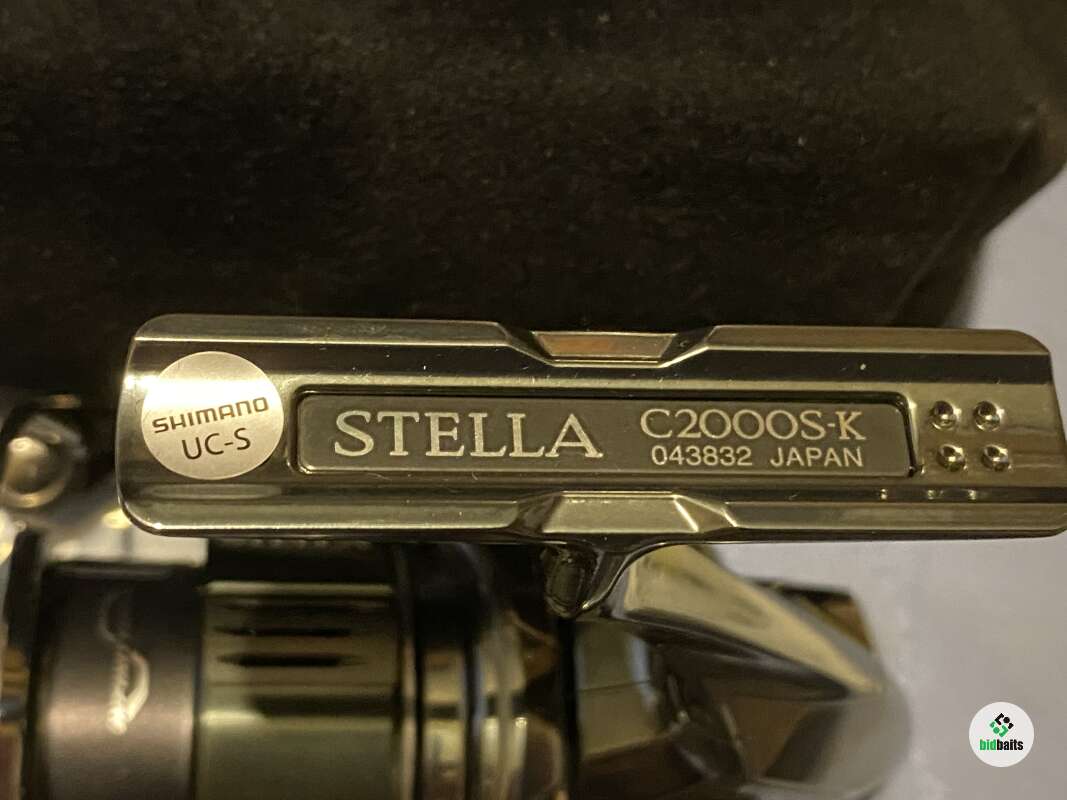 SHIMANO
UC-S
STELLA
C2000S-K
043832 JAPAN
bidbaits